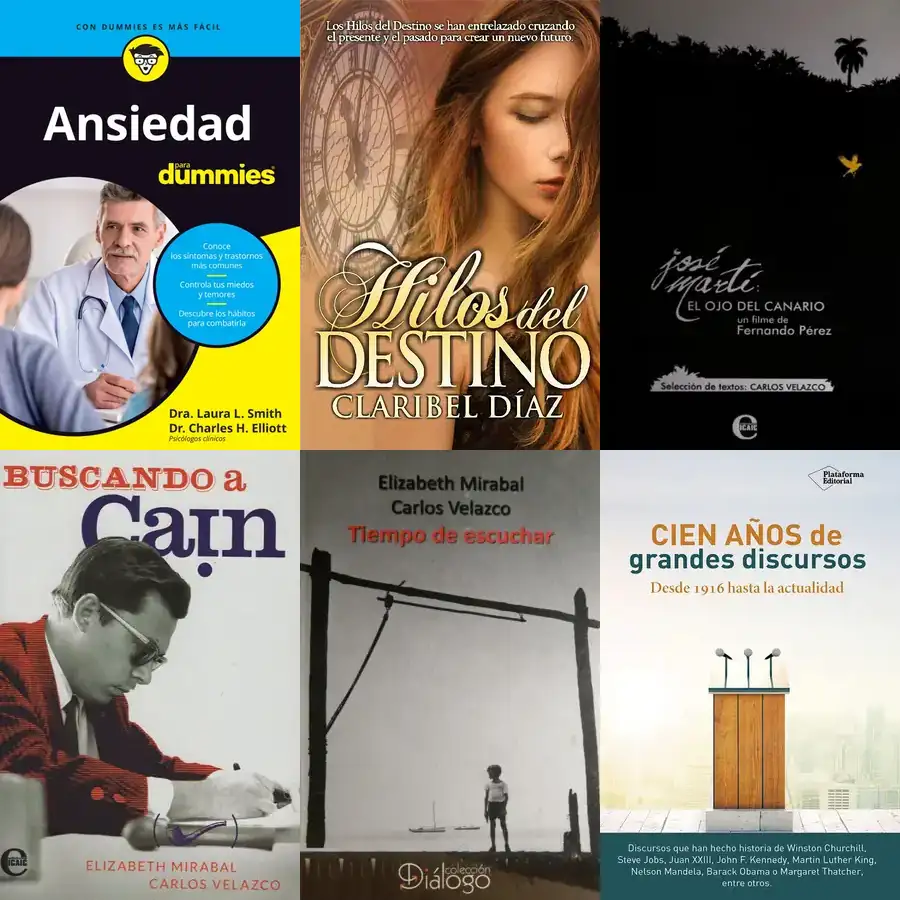 CON DUMMIES ES MÁS FÁCIL
Ansiedad
para
dummies®
Conoce
los síntomas y trastornos
más comunes
Controla tus miedos
y temores
Descubre los hábitos
para combatirla
Dra. Laura L. Smith
Dr. Charles H. Elliott
Psicólogos clínicos
Los Hilos del Destino se han entrelazado cruzando
el presente y el pasado para crear un nuevo futuro.
Hilos del
DESTINO
CLARIBEL DÍAZ
josé
martí:
EL OJO DEL CANARIO
un filme de
Fernando Pérez
Selección de textos: CARLOS VELAZCO
ICAIC
BUSCANDO a
Caín
ICAIC
ELIZABETH MIRABAL
CARLOS VELAZCO
Elizabeth Mirabal
Carlos Velazco
Tiempo de escuchar
colección
Diálogo
Plataforma
Editorial
CIEN AÑOS de
grandes discursos
Desde 1916 hasta la actualidad
Discursos que han hecho historia de Winston Churchill,
Steve Jobs, Juan XXIII, John F. Kennedy, Martin Luther King,
Nelson Mandela, Barack Obama o Margaret Thatcher,
entre otros.